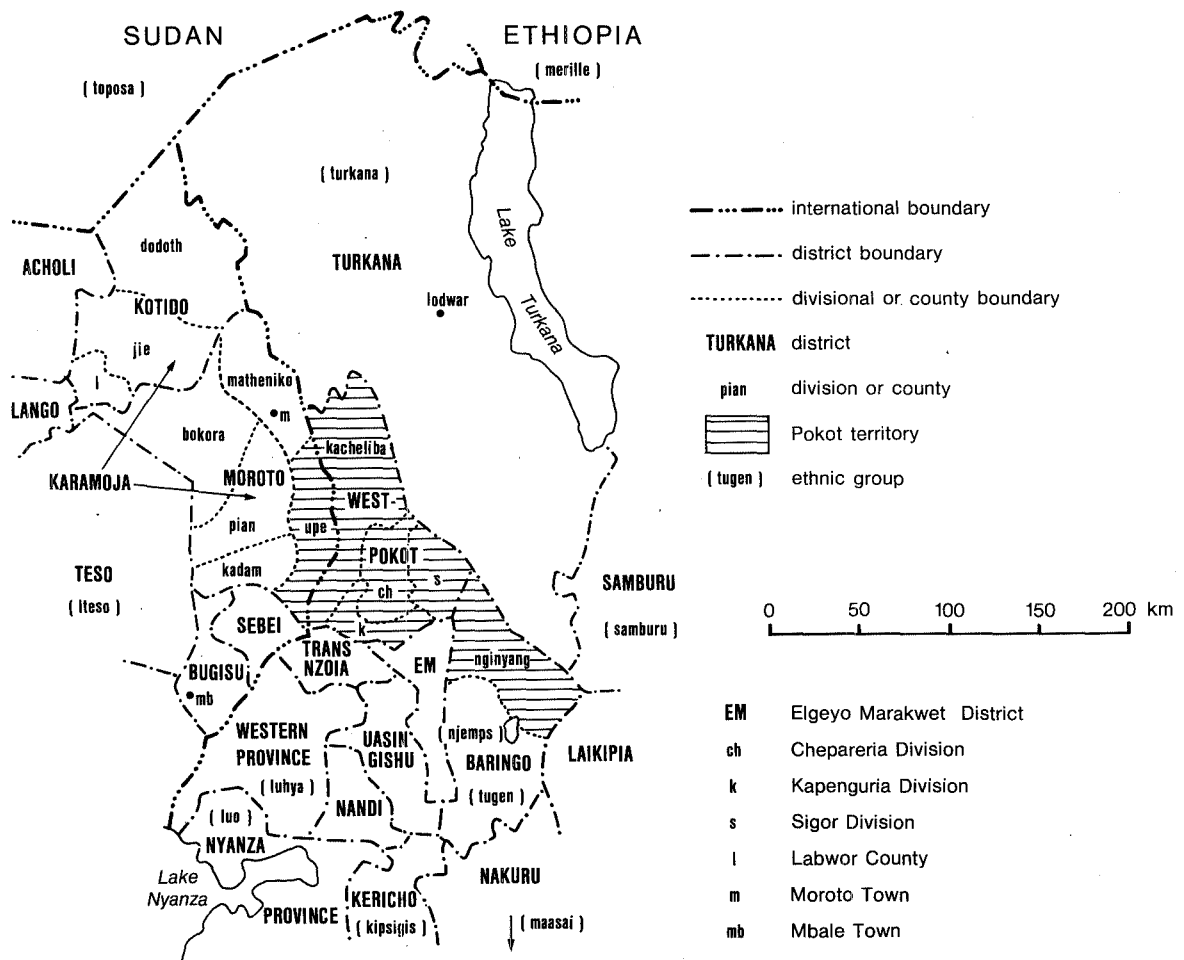 SUDAN
ETHIOPIA
( toposa )
( merille )
( turkana )
Lake
Turkana
dodoth
ACHOLI
TURKANA
KOTIDO
lodwar
jie
l
matheniko
m
LANGO
bokora
kacheliba
KARAMOJA
MOROTO
WEST-
pian
upe
POKOT
kadam
ch
s
TESO
( Iteso )
SAMBURU
( samburu )
SEBEI
k
TRANS
NZOIA
EM
nginyang
BUGISU
mb
WESTERN
PROVINCE
( luhya )
UASIN
GISHU
( njemps )
BARINGO
( tugen )
LAIKIPIA
( luo )
NYANZA
NANDI
Lake
Nyanza
PROVINCE
KERICHO
( kipsigis )
NAKURU
( maasai )
international boundary
district boundary
divisional or county boundary
TURKANA district
pian division or county
Pokot territory
( tugen ) ethnic group
0 50 100 150 200 km
EM Elgeyo Marakwet District
ch Chepareria Division
k Kapenguria Division
s Sigor Division
l Labwor County
m Moroto Town
mb Mbale Town